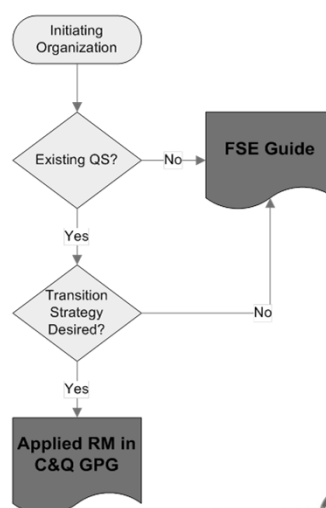 Initiating
Organization
Existing QS?
No
FSE Guide
Yes
Transition
Strategy
Desired?
No
Yes
Applied RM in
C&Q GPG